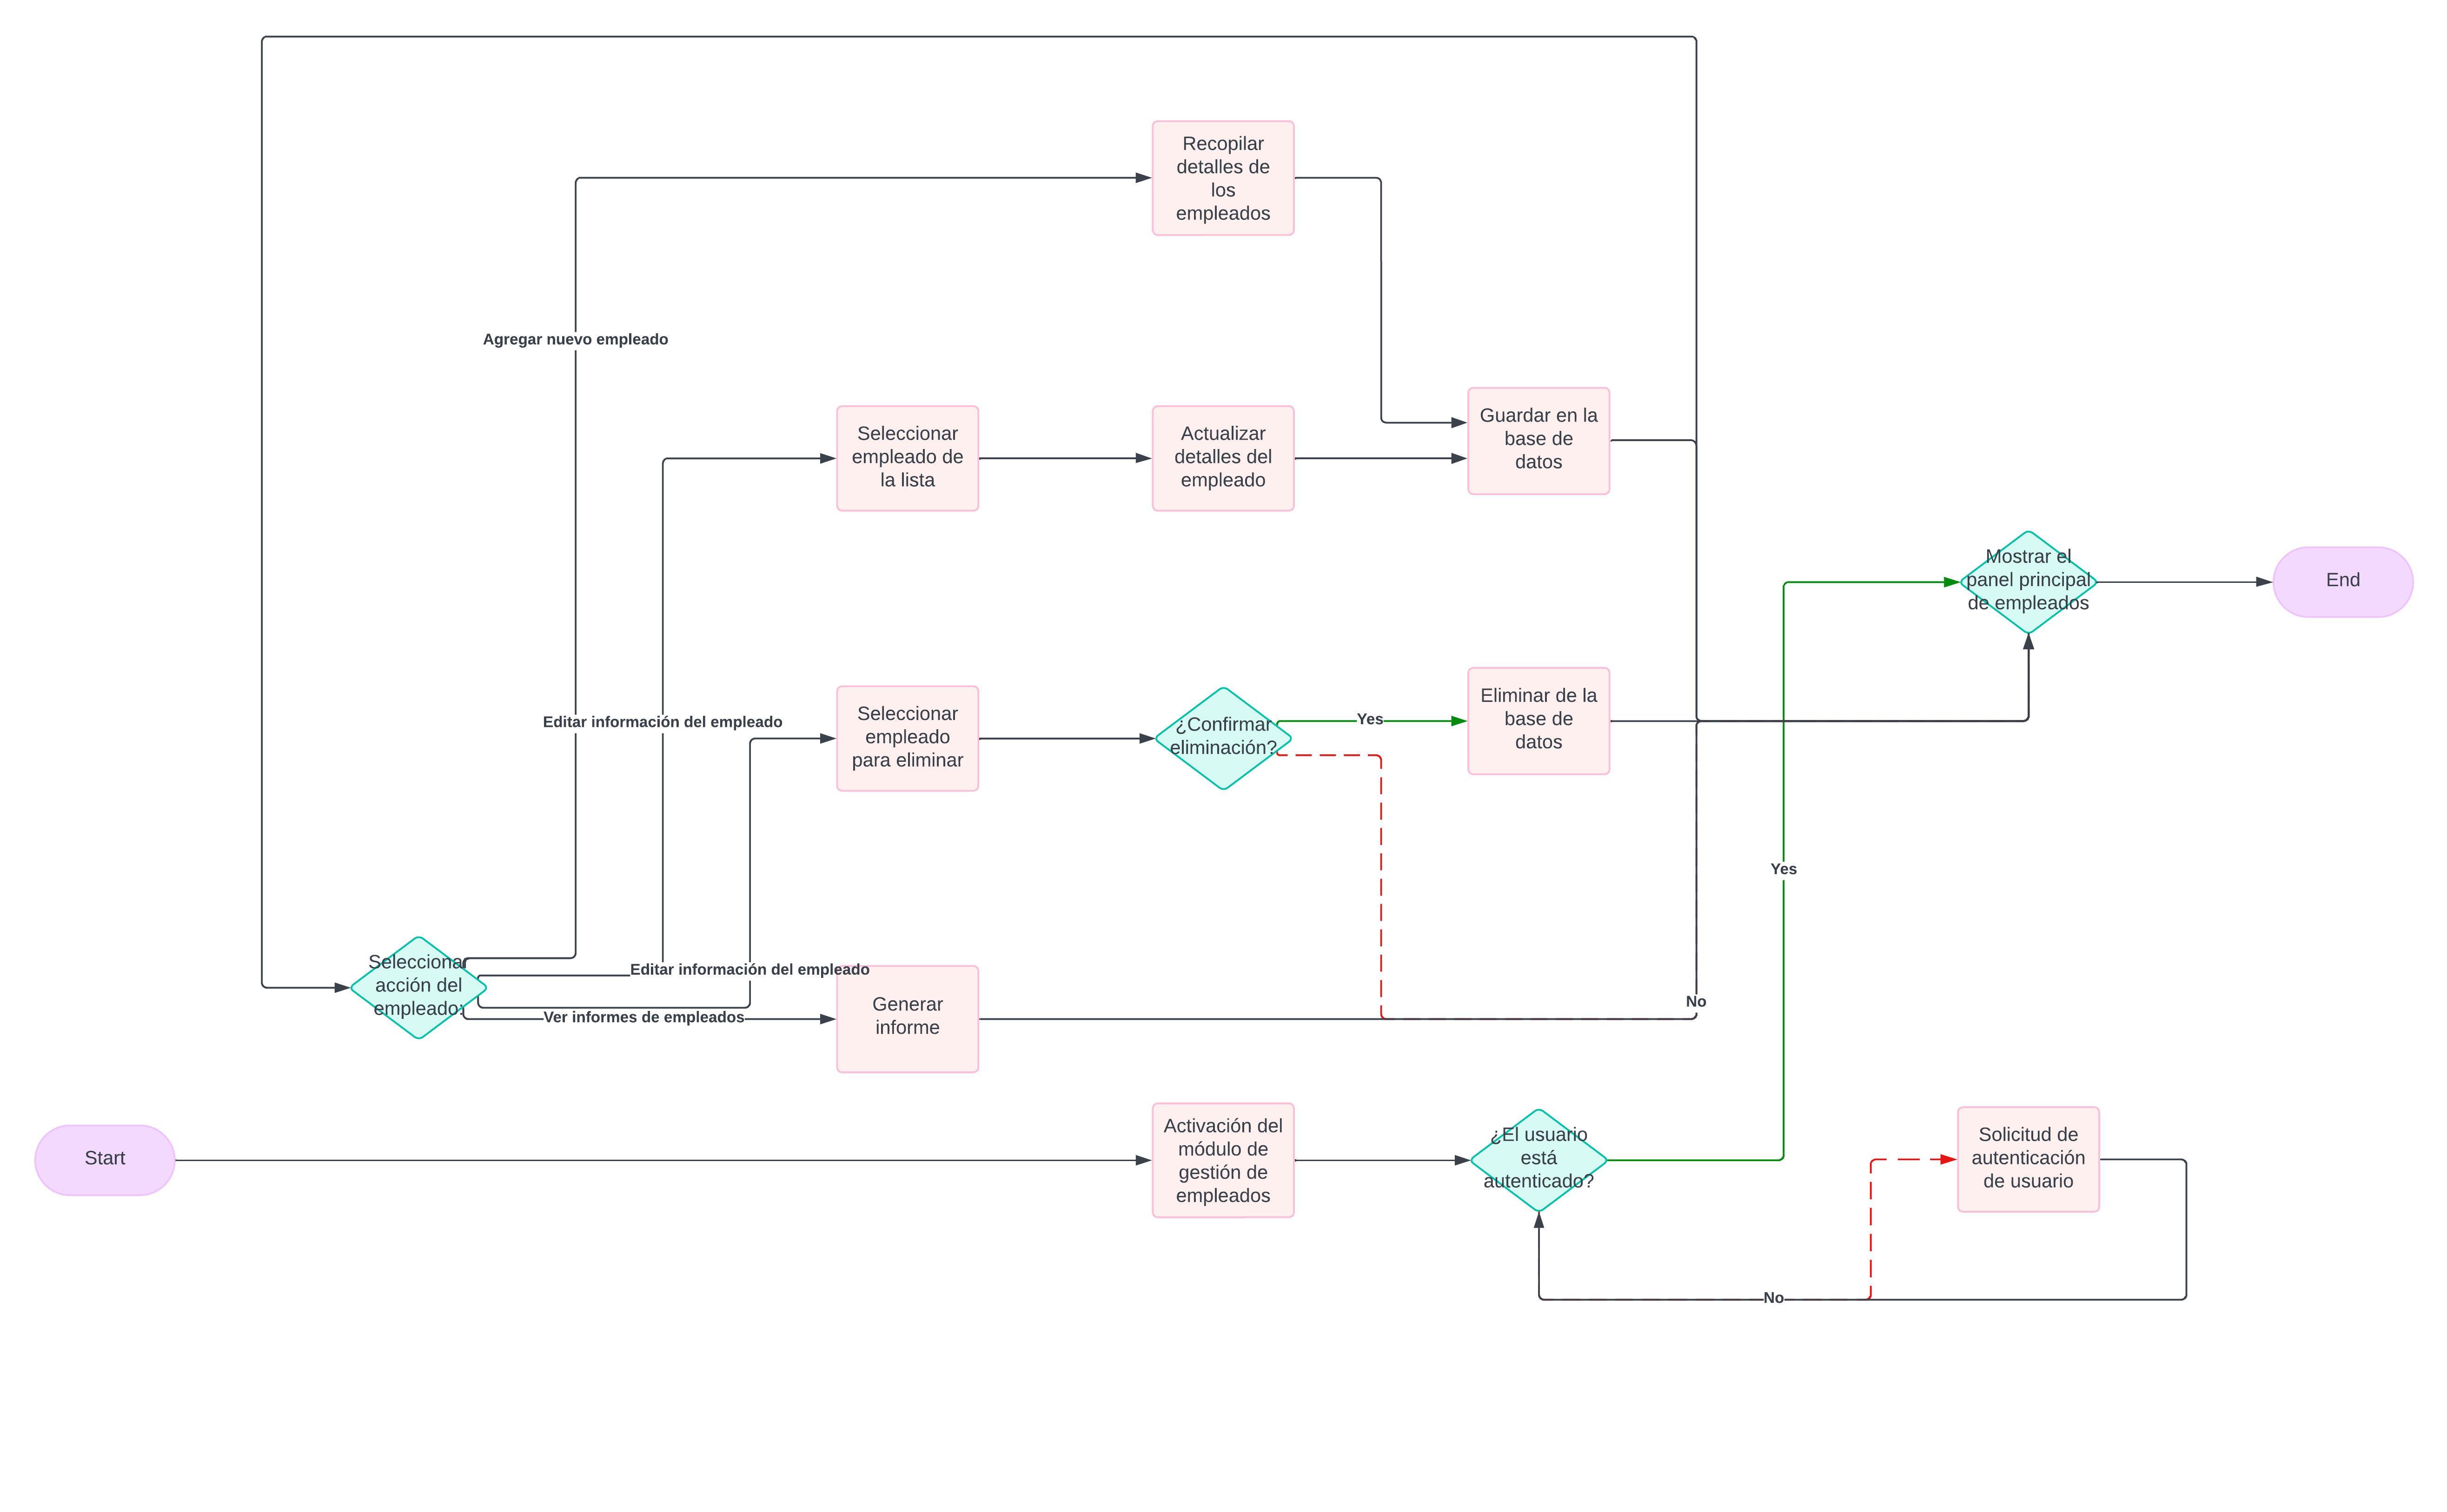 Recopilar
detalles de
los
empleados
Agregar nuevo empleado
Seleccionar
empleado de
la lista
Actualizar
detalles del
empleado
Guardar en la
base de
datos
Mostrar el
panel principal
de empleados
End
Editar información del empleado
Seleccionar
empleado
para eliminar
¿Confirmar
eliminación?
Yes
Eliminar de la
base de
datos
Yes
Seleccionar
acción del
empleado:
Editar información del empleado
Ver informes de empleados
Generar
informe
No
Start
Activación del
módulo de
gestión de
empleados
¿El usuario
está
autenticado?
Solicitud de
autenticación
de usuario
No